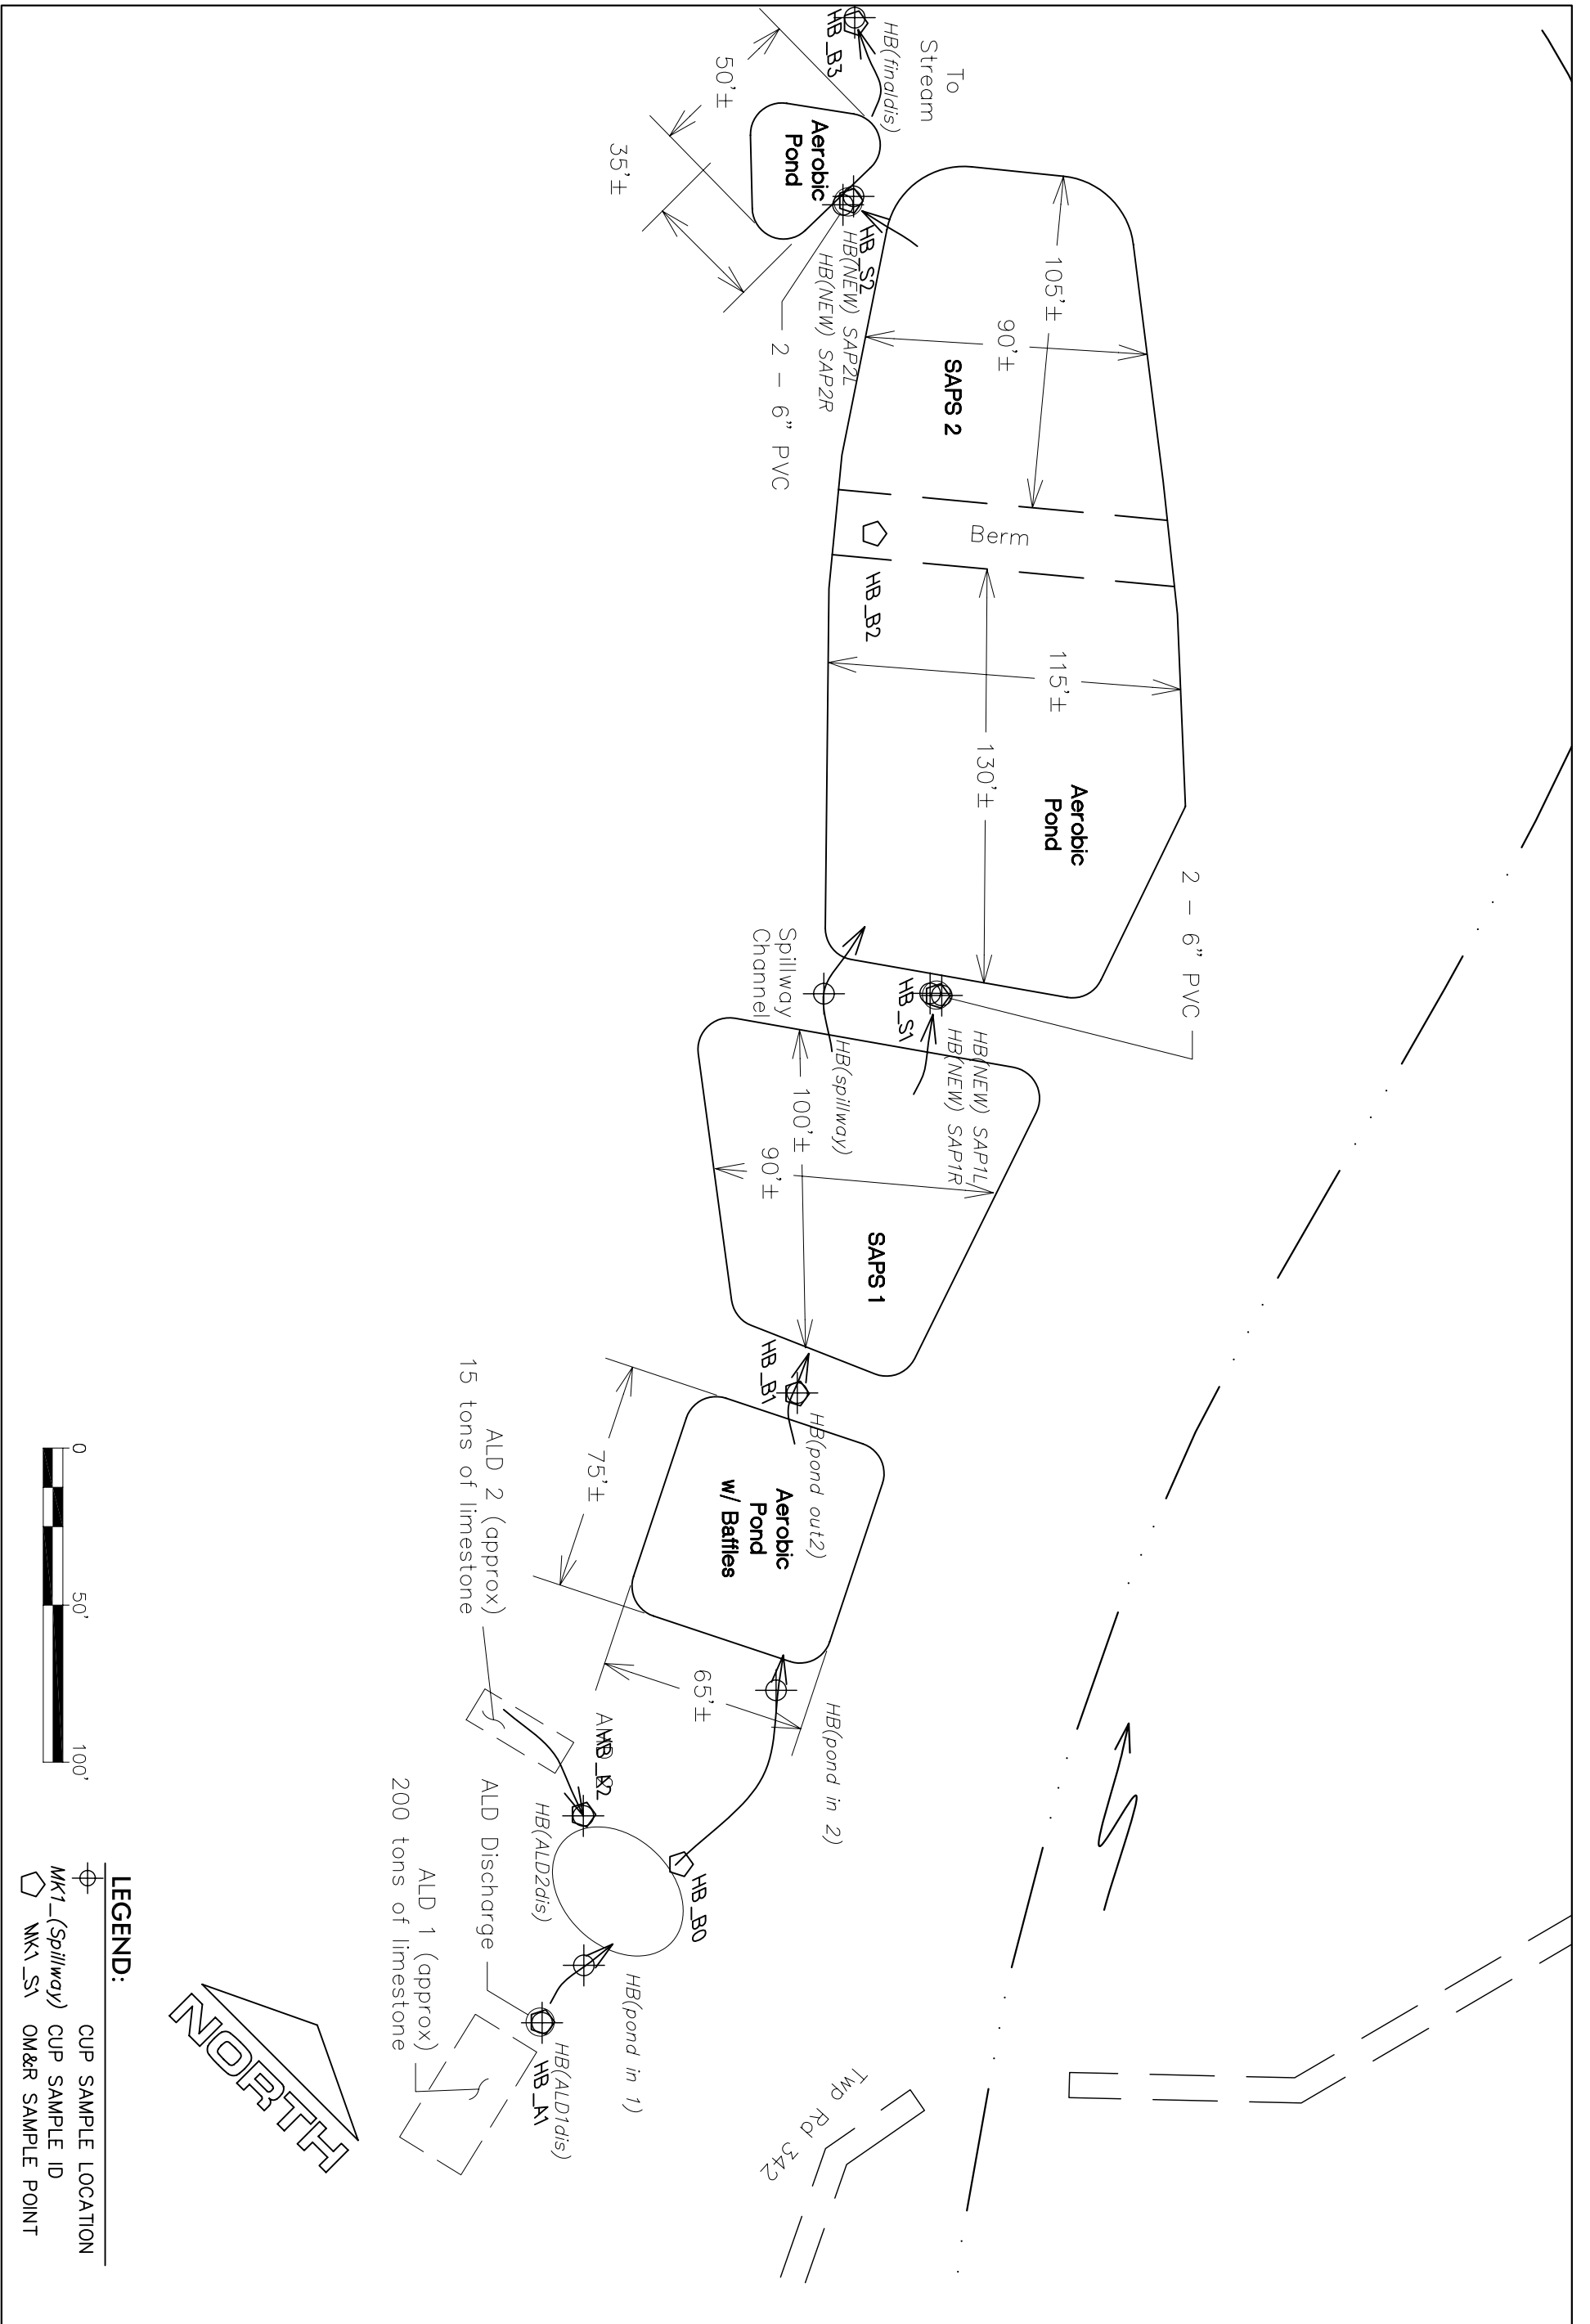 To
Stream
HB(finaldis)
HB_B3
50'±
35'±
Aerobic
Pond
HB_S2
HB(NEW) SAP2L
HB(NEW) SAP2R
2 - 6" PVC
105'±
90'±
SAPS 2
Berm
HB_B2
115'±
130'±
Aerobic
Pond
2 - 6" PVC
Spillway
Channel
HB_S1
HB(NEW) SAP1L
HB(NEW) SAP1R
HB(spillway)
100'±
90'±
SAPS 1
HB_B1
HB(pond out2)
75'±
Aerobic
Pond
w/ Baffles
65'±
HB(pond in 2)
ALD 2 (approx)
15 tons of limestone
HB_A2
HB(ALD2dis)
HB_B0
ALD Discharge
HB(pond in 1)
ALD 1 (approx)
200 tons of limestone
HB(ALD1dis)
HB_A1
Twp Rd 342
0
50'
100'
NORTH
LEGEND:
CUP SAMPLE LOCATION
MK1_(Spillway) CUP SAMPLE ID
MK1_S1 OM&R SAMPLE POINT